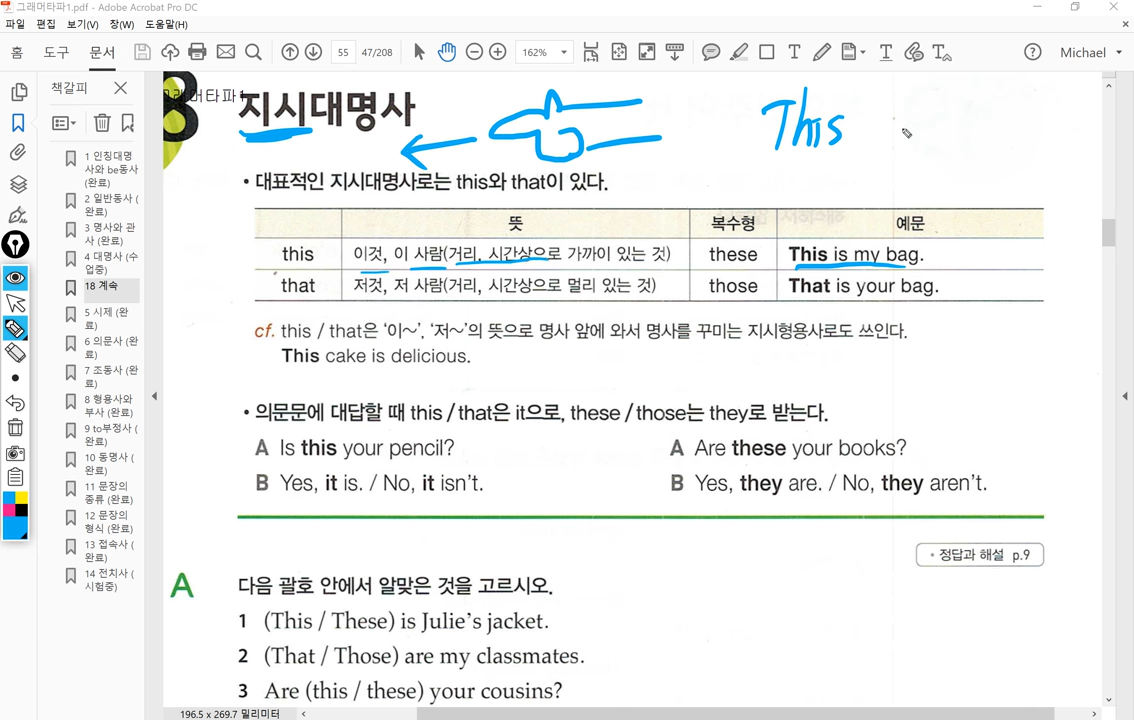 그래머타파1.pdf - Adobe Acrobat Pro DC
파일 편집 보기(V) 창(W) 도움말(H)
홈 도구 문서 55 47/208 162% Michael
책갈피
1 인칭대명
사와 be동사
(완료)
2 일반동사 (
완료)
3 명사와 관
사 (완료)
4 대명사 (수
업중)
18 계속
5 시제 (완
료)
6 의문사 (완
료)
7 조동사 (완
료)
8 형용사와
부사 (완료)
9 to부정사 (
완료)
10 동명사 (
완료)
11 문장의
종류 (완료)
12 문장의
형식 (완료)
13 접속사 (
완료)
14 전치사 (
시험중)
그래머타파1
8 지시대명사
This
• 대표적인 지시대명사로는 this와 that이 있다.
뜻 복수형 예문
this 이것, 이 사람(거리, 시간상으로 가까이 있는 것) these This is my bag.
that 저것, 저 사람(거리, 시간상으로 멀리 있는 것) those That is your bag.
cf. this / that은 ‘이~’, ‘저~’의 뜻으로 명사 앞에 와서 명사를 꾸미는 지시형용사로도 쓰인다.
This cake is delicious.
• 의문문에 대답할 때 this / that은 it으로, these / those는 they로 받는다.
A Is this your pencil? A Are these your books?
B Yes, it is. / No, it isn't. B Yes, they are. / No, they aren't.
• 정답과 해설 p.9
A 다음 괄호 안에서 알맞은 것을 고르시오.
1 (This / These) is Julie's jacket.
2 (That / Those) are my classmates.
3 Are (this / these) your cousins?
196.5 x 269.7 밀리미터